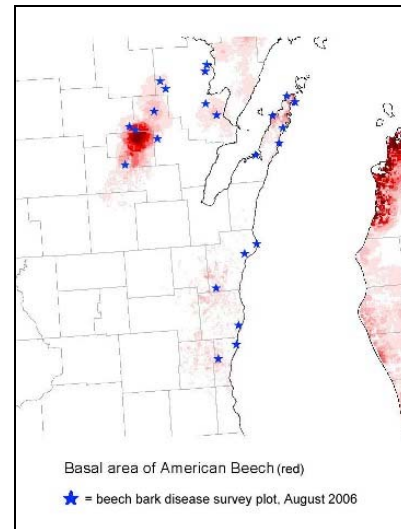 Basal area of American Beech (red)
= beech bark disease survey plot, August 2006